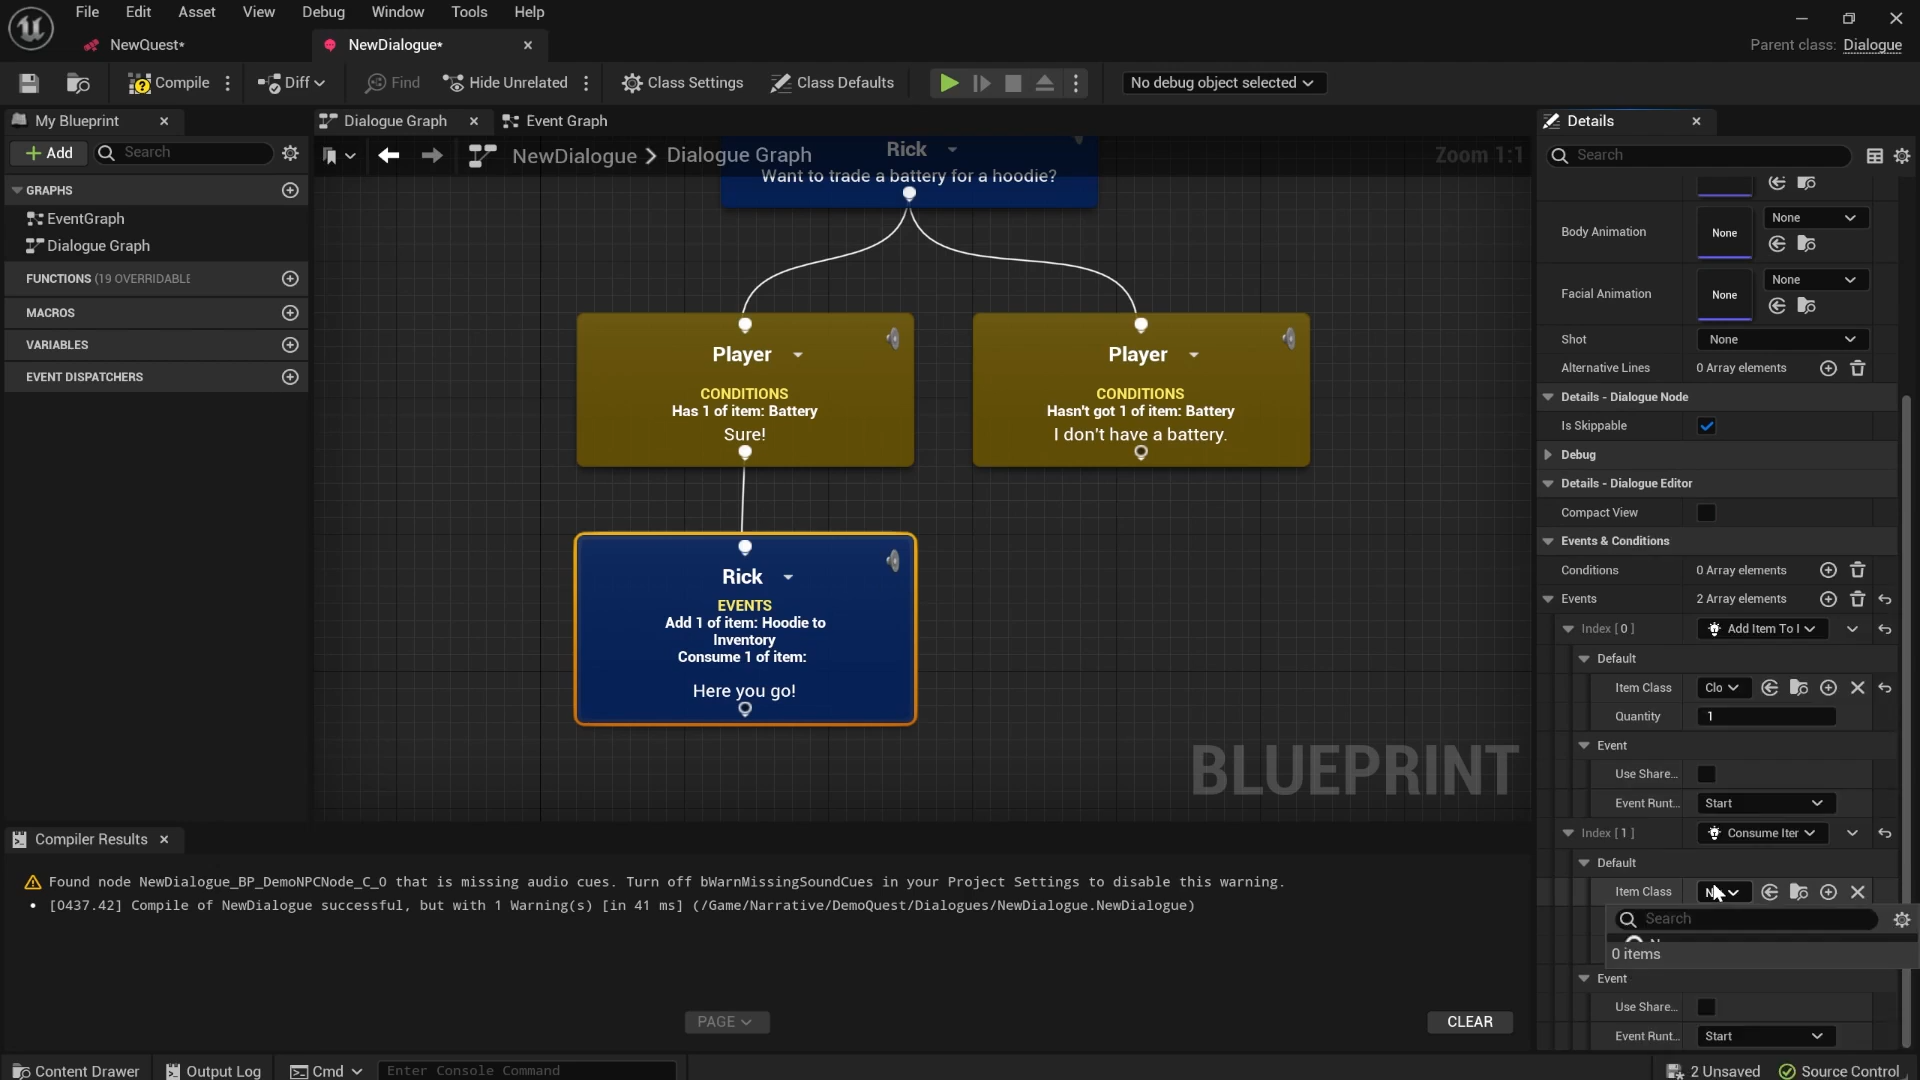 File Edit Asset View Debug Window Tools Help
NewQuest* NewDialogue*
Parent class: Dialogue
Compile Diff Find Hide Unrelated Class Settings Class Defaults No debug object selected
My Blueprint
Dialogue Graph Event Graph
Details
Add Search
NewDialogue > Dialogue Graph
Zoom 1:1
Search
GRAPHS
EventGraph
Dialogue Graph
FUNCTIONS (19 OVERRIDABLE
MACROS
VARIABLES
EVENT DISPATCHERS
Rick
Want to trade a battery for a hoodie?
Player
CONDITIONS
Has 1 of item: Battery
Sure!
Player
CONDITIONS
Hasn't got 1 of item: Battery
I don't have a battery.
Rick
EVENTS
Add 1 of item: Hoodie to
Inventory
Consume 1 of item:
Here you go!
BLUEPRINT
Body Animation None None
Facial Animation None None
Shot None
Alternative Lines 0 Array elements
Details - Dialogue Node
Is Skippable
Debug
Details - Dialogue Editor
Compact View
Events & Conditions
Conditions 0 Array elements
Events 2 Array elements
Index [ 0 ] Add Item To I
Default
Item Class Clo
Quantity 1
Event
Use Share...
Event Runt... Start
Index [ 1 ] Consume Iter
Default
Item Class
Search
0 items
Event
Use Share...
Event Runt... Start
Compiler Results
Found node NewDialogue_BP_DemoNPCNode_C_0 that is missing audio cues. Turn off bWarnMissingSoundCues in your Project Settings to disable this warning.
• [0437.42] Compile of NewDialogue successful, but with 1 Warning(s) [in 41 ms] (/Game/Narrative/DemoQuest/Dialogues/NewDialogue.NewDialogue)
PAGE CLEAR
Content Drawer Output Log Cmd Enter Console Command 2 Unsaved Source Control